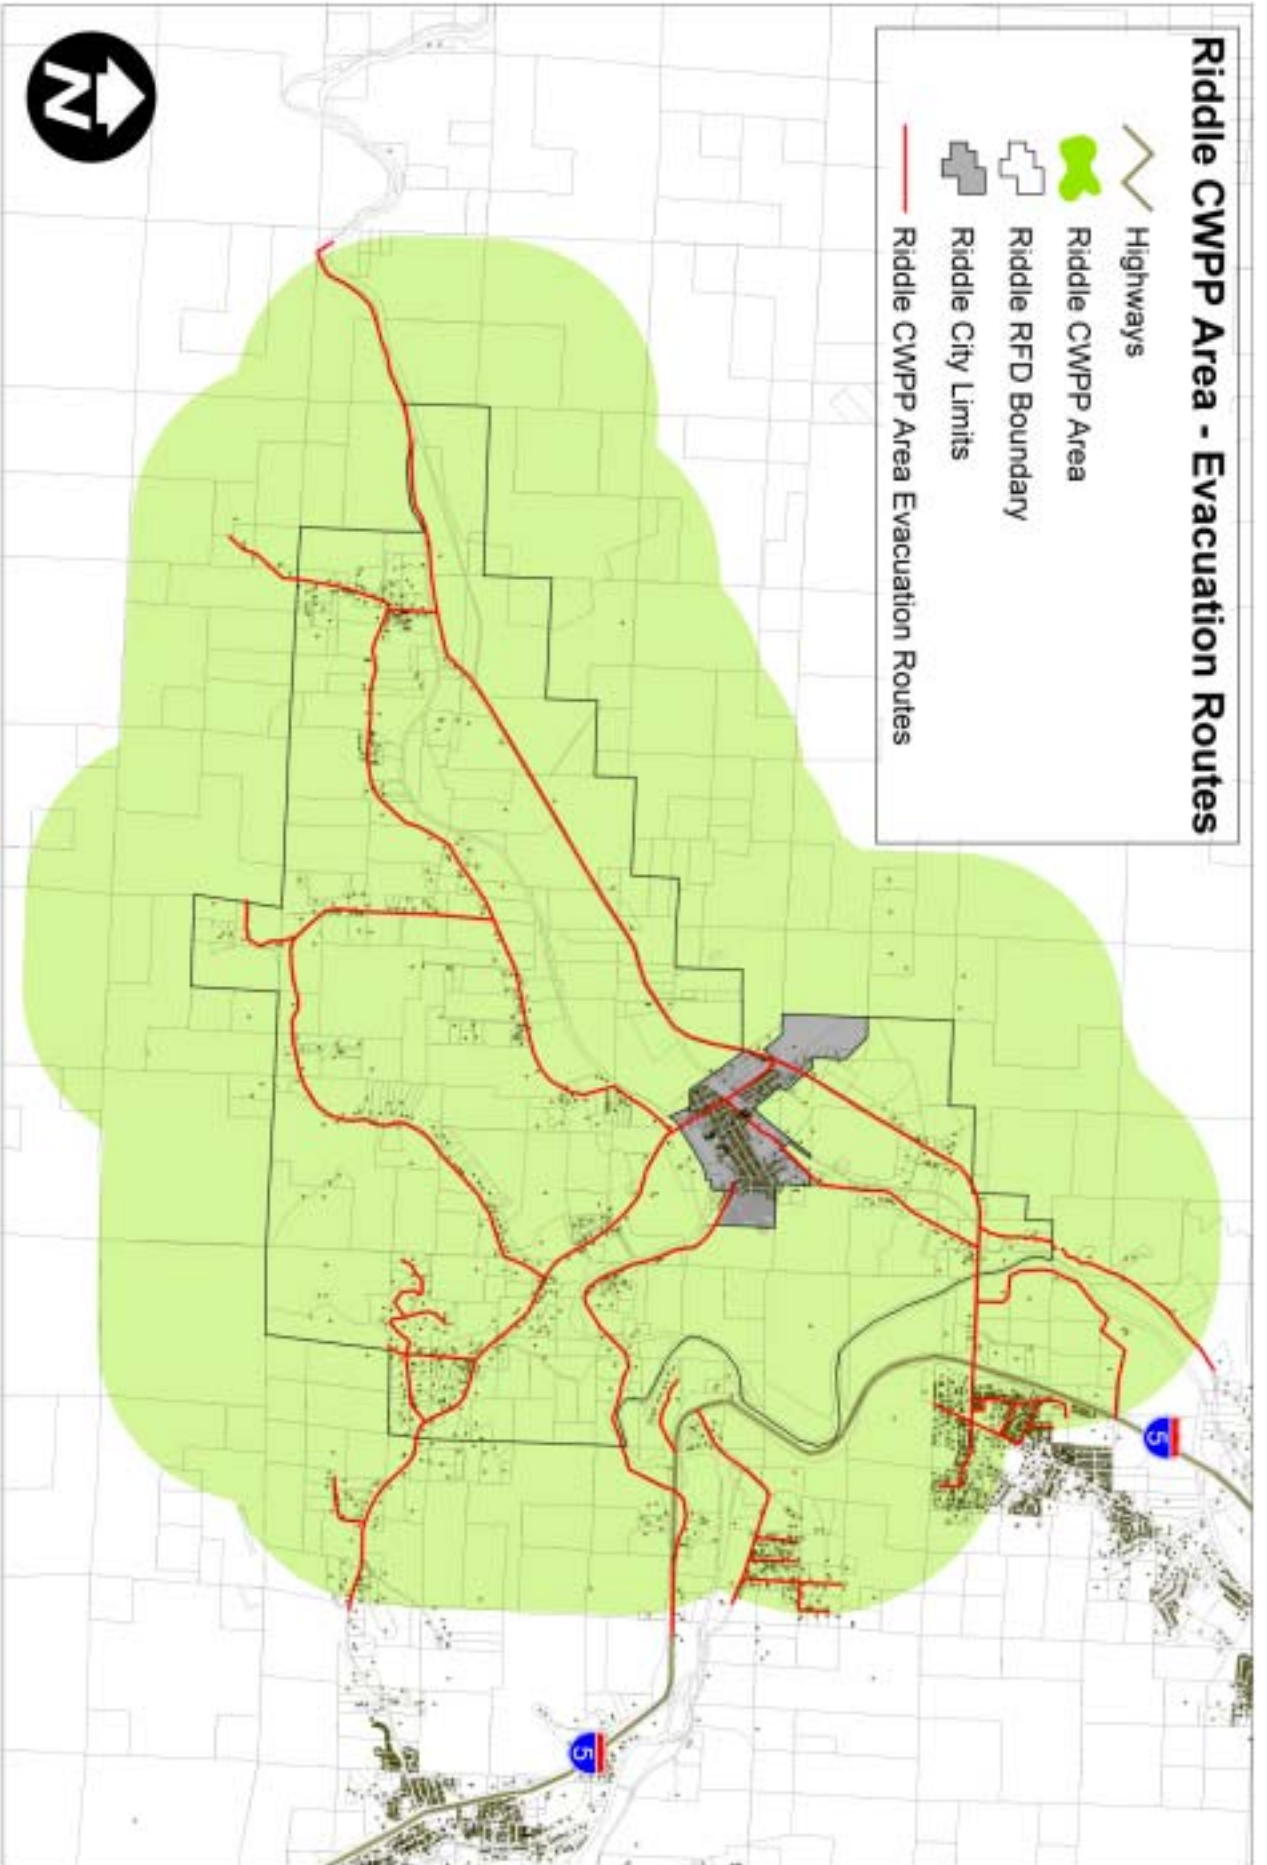 Riddle CWPP Area - Evacuation Routes
Highways
Riddle CWPP Area
Riddle RFD Boundary
Riddle City Limits
Riddle CWPP Area Evacuation Routes
N
5
5